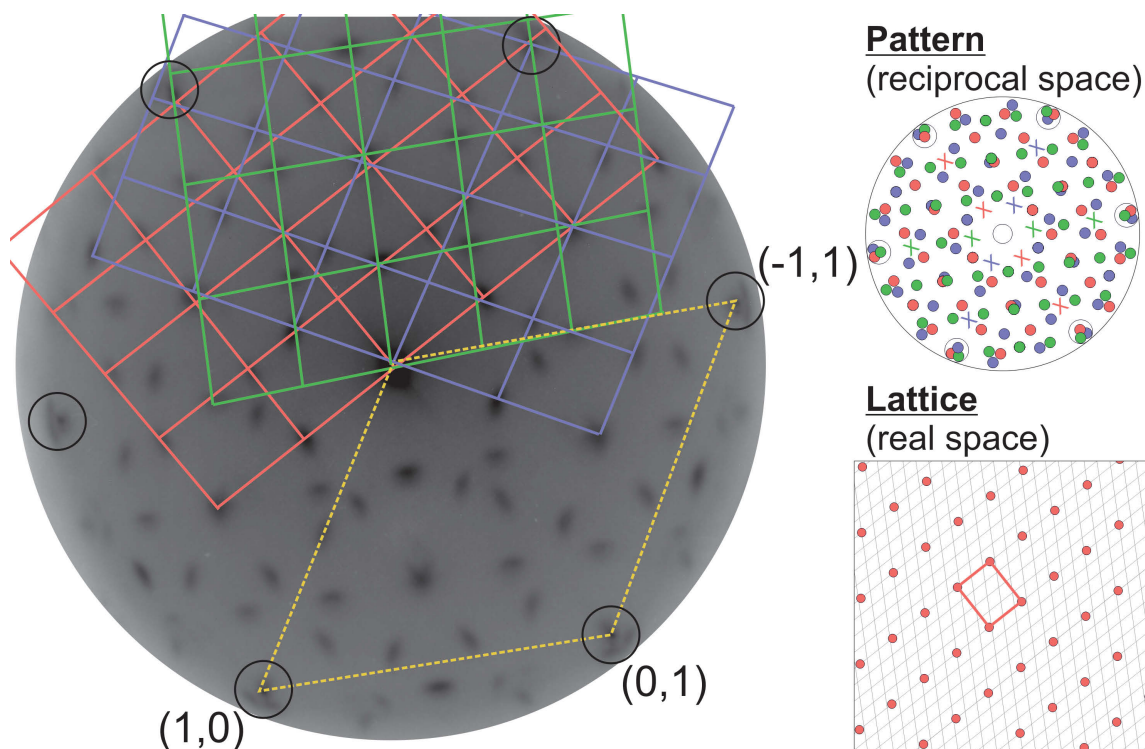 Pattern
(reciprocal space)
(-1,1)
Lattice
(real space)
(0,1)
(1,0)